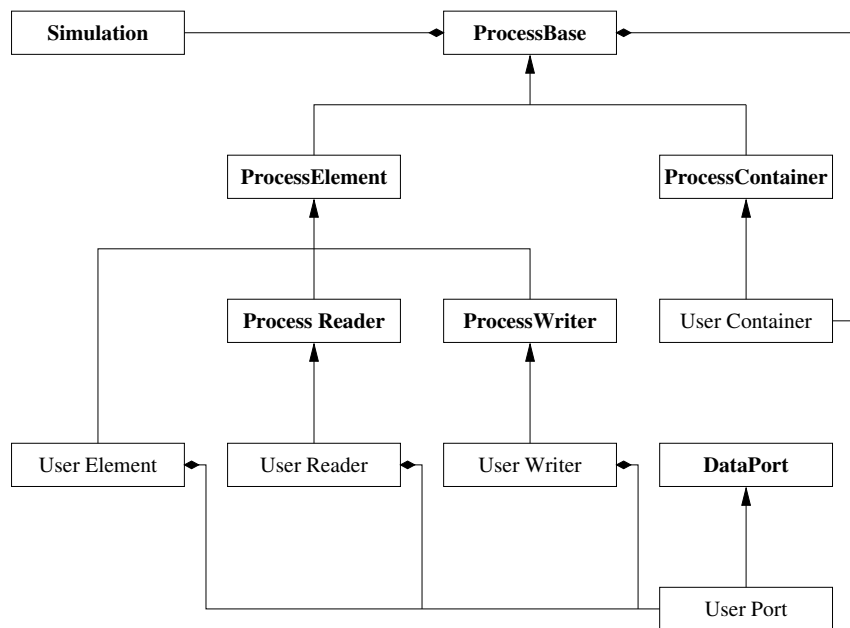 Simulation
ProcessBase
ProcessElement
ProcessContainer
Process Reader
ProcessWriter
User Container
User Element
User Reader
User Writer
DataPort
User Port